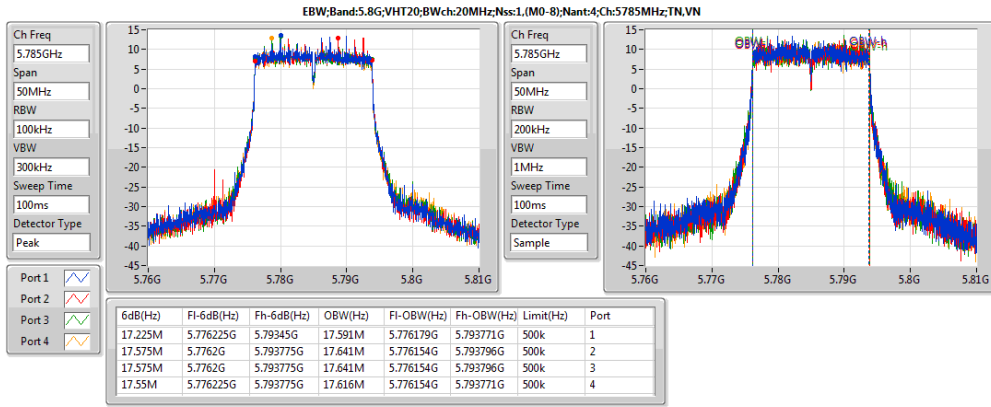 EBW;Band:5.8G;VHT20;BWch:20MHz;Nss:1,(M0-8);Nant:4;Ch:5785MHz;TN,VN
Ch Freq
5.785GHz
Span
50MHz
RBW
100kHz
VBW
300kHz
Sweep Time
100ms
Detector Type
Peak
15
10
5
0
-5
-10
-15
-20
-25
-30
-35
-40
-45
5.76G 5.77G 5.78G 5.79G 5.8G 5.81G
Ch Freq
5.785GHz
Span
50MHz
RBW
200kHz
VBW
1MHz
Sweep Time
100ms
Detector Type
Sample
15
10
5
0
-5
-10
-15
-20
-25
-30
-35
-40
-45
OBW-h
5.76G 5.77G 5.78G 5.79G 5.8G 5.81G
Port 1
Port 2
Port 3
Port 4
6dB(Hz) Fl-6dB(Hz) Fh-6dB(Hz) OBW(Hz) Fl-OBW(Hz) Fh-OBW(Hz) Limit(Hz) Port
17.225M 5.776225G 5.79345G 17.591M 5.776179G 5.793771G 500k 1
17.575M 5.7762G 5.793775G 17.641M 5.776154G 5.793796G 500k 2
17.575M 5.7762G 5.793775G 17.641M 5.776154G 5.793796G 500k 3
17.55M 5.776225G 5.793775G 17.616M 5.776154G 5.793771G 500k 4